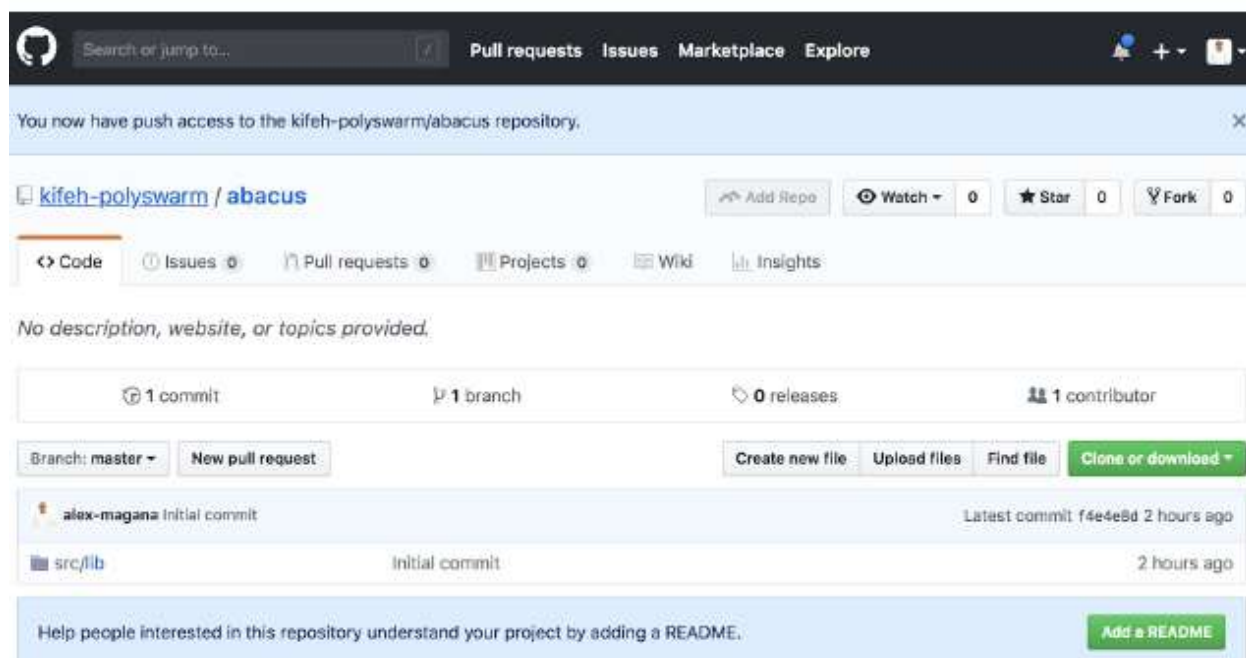 Search or jump to... /
Pull requests Issues Marketplace Explore
You now have push access to the kifeh-polyswarm/abacus repository.
kifeh-polyswarm / abacus
Add Repo Watch 0 Star 0 Fork 0
<> Code Issues 0 Pull requests 0 Projects 0 Wiki Insights
No description, website, or topics provided.
1 commit 1 branch 0 releases 1 contributor
Branch: master New pull request Create new file Upload files Find file Clone or download
alex-magana Initial commit Latest commit f4e4e8d 2 hours ago
src/lib Initial commit 2 hours ago
Help people interested in this repository understand your project by adding a README. Add a README